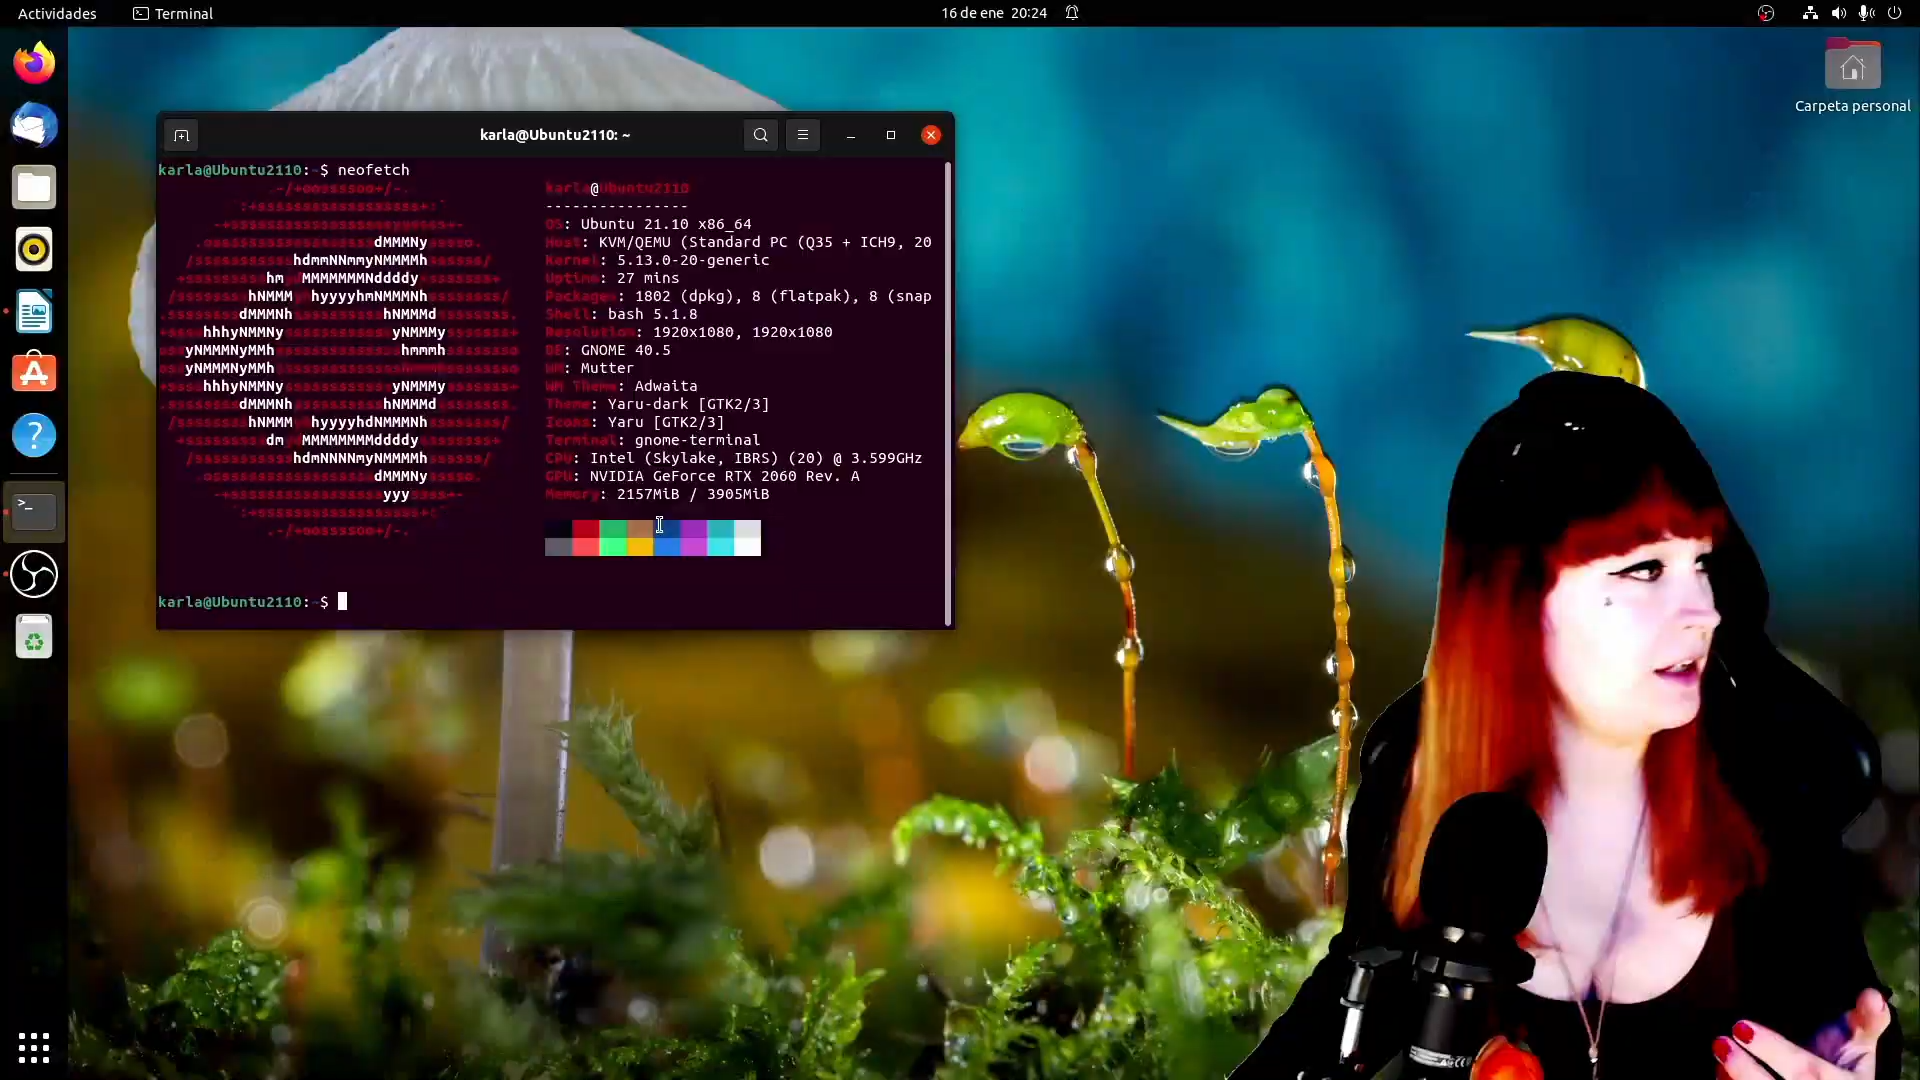 Actividades
Terminal
16 de ene 20:24
Carpeta personal
karla@Ubuntu2110: ~
karla@Ubuntu2110:~$ neofetch
karla@Ubuntu2110
----------------
OS: Ubuntu 21.10 x86_64
Host: KVM/QEMU (Standard PC (Q35 + ICH9, 20
Kernel: 5.13.0-20-generic
Uptime: 27 mins
Packages: 1802 (dpkg), 8 (flatpak), 8 (snap
Shell: bash 5.1.8
Resolution: 1920x1080, 1920x1080
DE: GNOME 40.5
WM: Mutter
WM Theme: Adwaita
Theme: Yaru-dark [GTK2/3]
Icons: Yaru [GTK2/3]
Terminal: gnome-terminal
CPU: Intel (Skylake, IBRS) (20) @ 3.599GHz
GPU: NVIDIA GeForce RTX 2060 Rev. A
Memory: 2157MiB / 3905MiB
karla@Ubuntu2110:~$